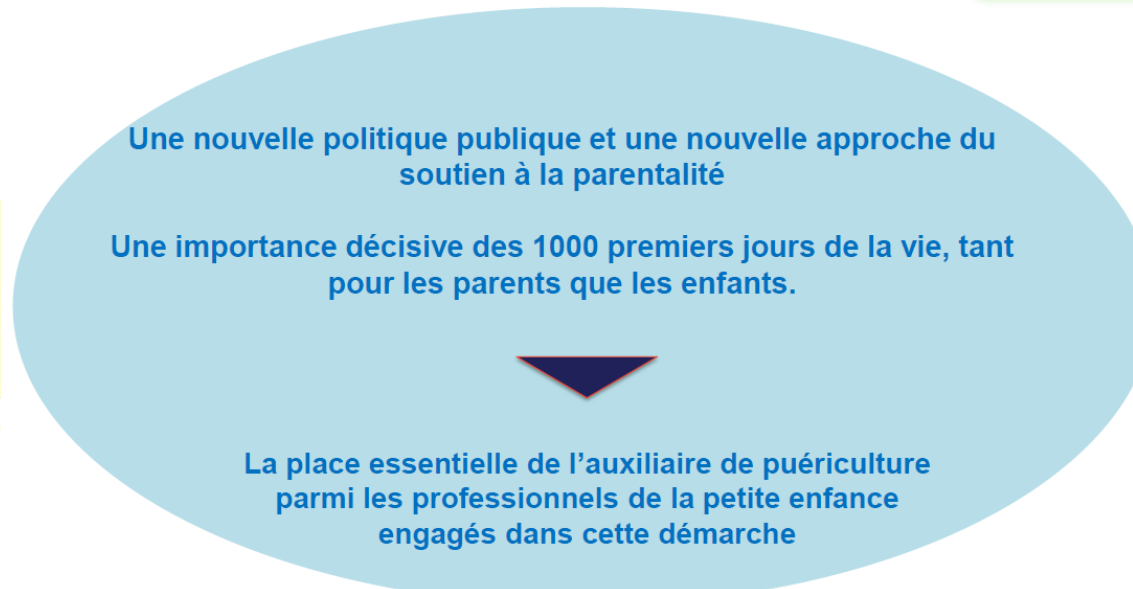 Une nouvelle politique publique et une nouvelle approche du
soutien à la parentalité
Une importance décisive des 1000 premiers jours de la vie, tant
pour les parents que les enfants.
La place essentielle de l’auxiliaire de puériculture
parmi les professionnels de la petite enfance
engagés dans cette démarche